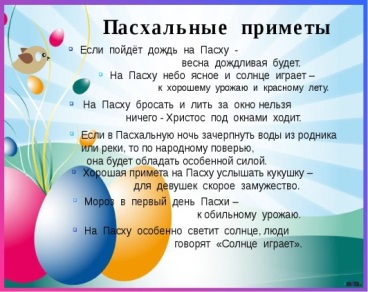 Пасхальные приметы
Если пойдёт дождь на Пасху -
весна дождливая будет.
На Пасху небо ясное и солнце играет –
к хорошему урожаю и красному лету.
На Пасху бросать и лить за окно нельзя
ничего - Христос под окнами ходит.
Если в Пасхальную ночь зачерпнуть воды из родника
или реки, то по народному поверью,
она будет обладать особенной силой.
Хорошая примета на Пасху услышать кукушку –
для девушек скорое замужество.
Мороз в первый день Пасхи –
к обильному урожаю.
На Пасху особенно светит солнце, люди
говорят «Солнце играет».